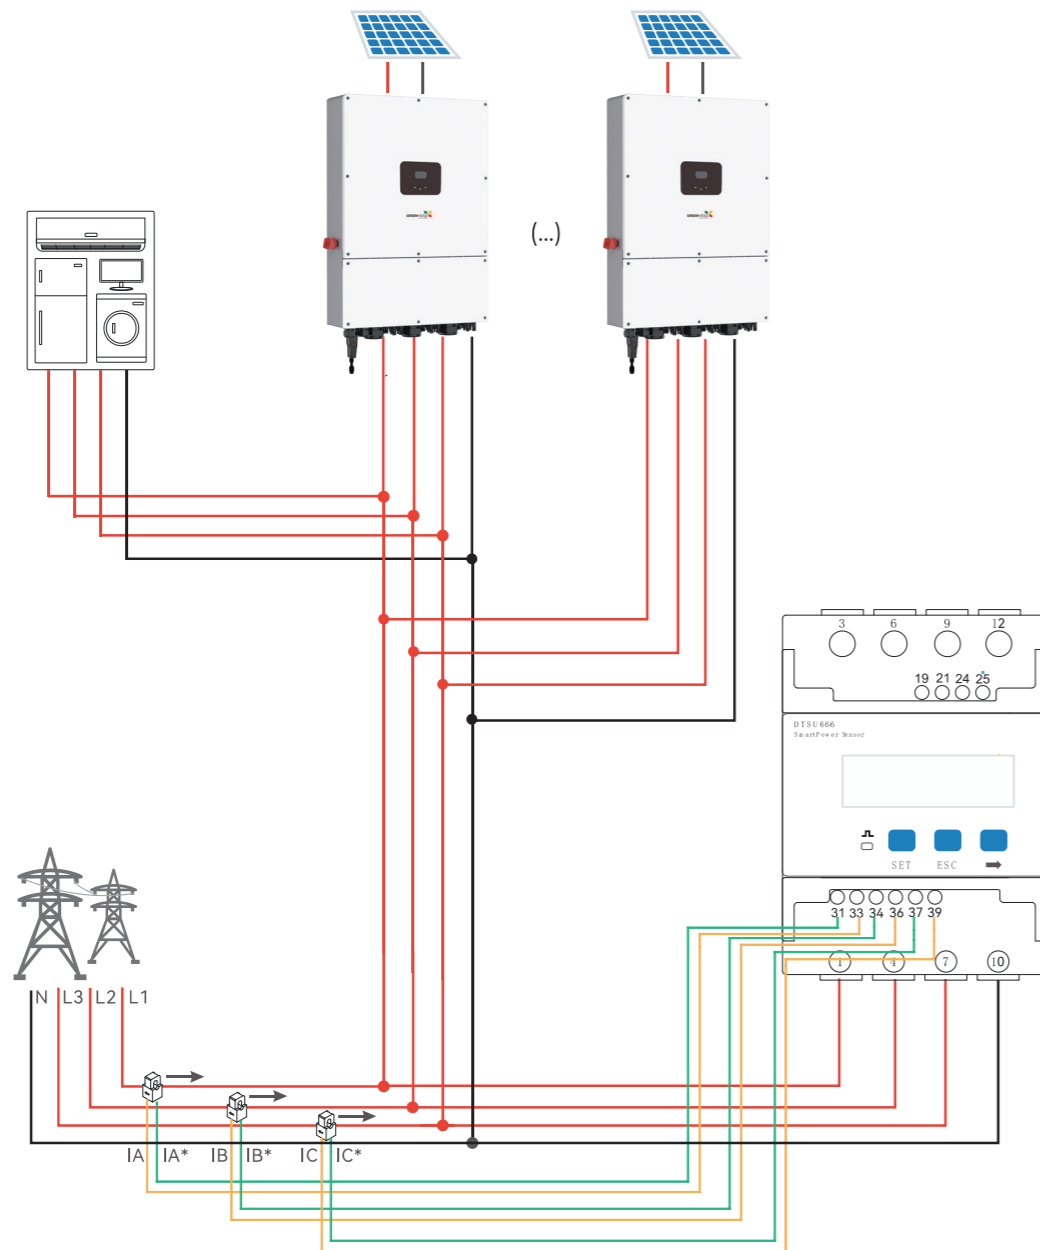 (...)
3 6 9 12
19 21 24 25
DTSU666
SmartPower Sensor
SET ESC
31 33 34 36 37 39
1 4 7 10
N L3 L2 L1
IA IA* IB IB* IC IC*